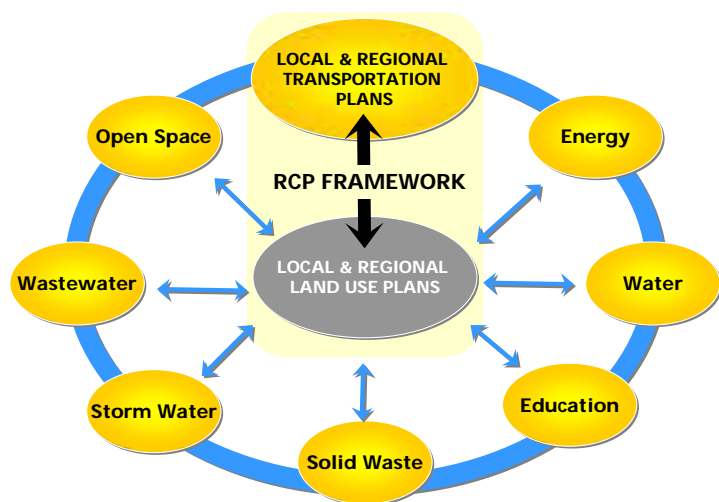 LOCAL & REGIONAL
TRANSPORTATION
PLANS
Open Space
Energy
RCP FRAMEWORK
LOCAL & REGIONAL
LAND USE PLANS
Wastewater
Water
Storm Water
Education
Solid Waste